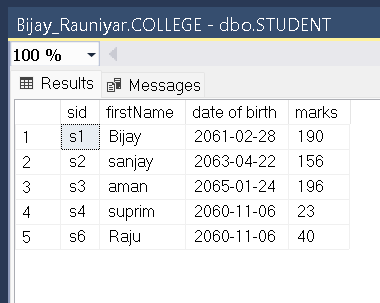 Bijay_Rauniyar.COLLEGE - dbo.STUDENT
100 %
Results Messages
sid firstName date of birth marks
1 s1 Bijay 2061-02-28 190
2 s2 sanjay 2063-04-22 156
3 s3 aman 2065-01-24 196
4 s4 suprim 2060-11-06 23
5 s6 Raju 2060-11-06 40